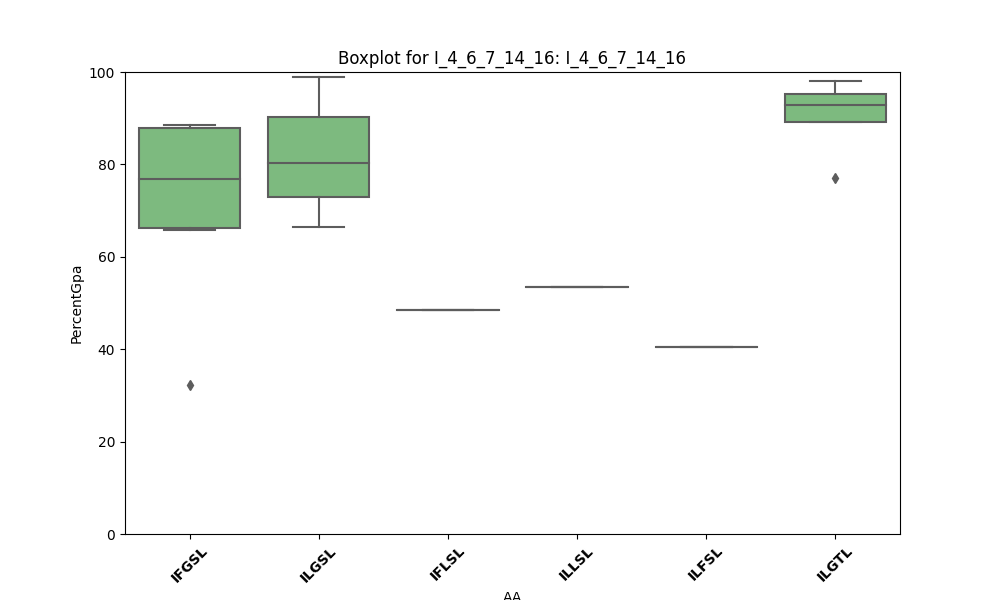 Boxplot for I_4_6_7_14_16: I_4_6_7_14_16
PercentGpa
100
80
60
40
20
0
IFGSL
ILGSL
IFLSL
ILLSL
ILFSL
ILGTL
AA